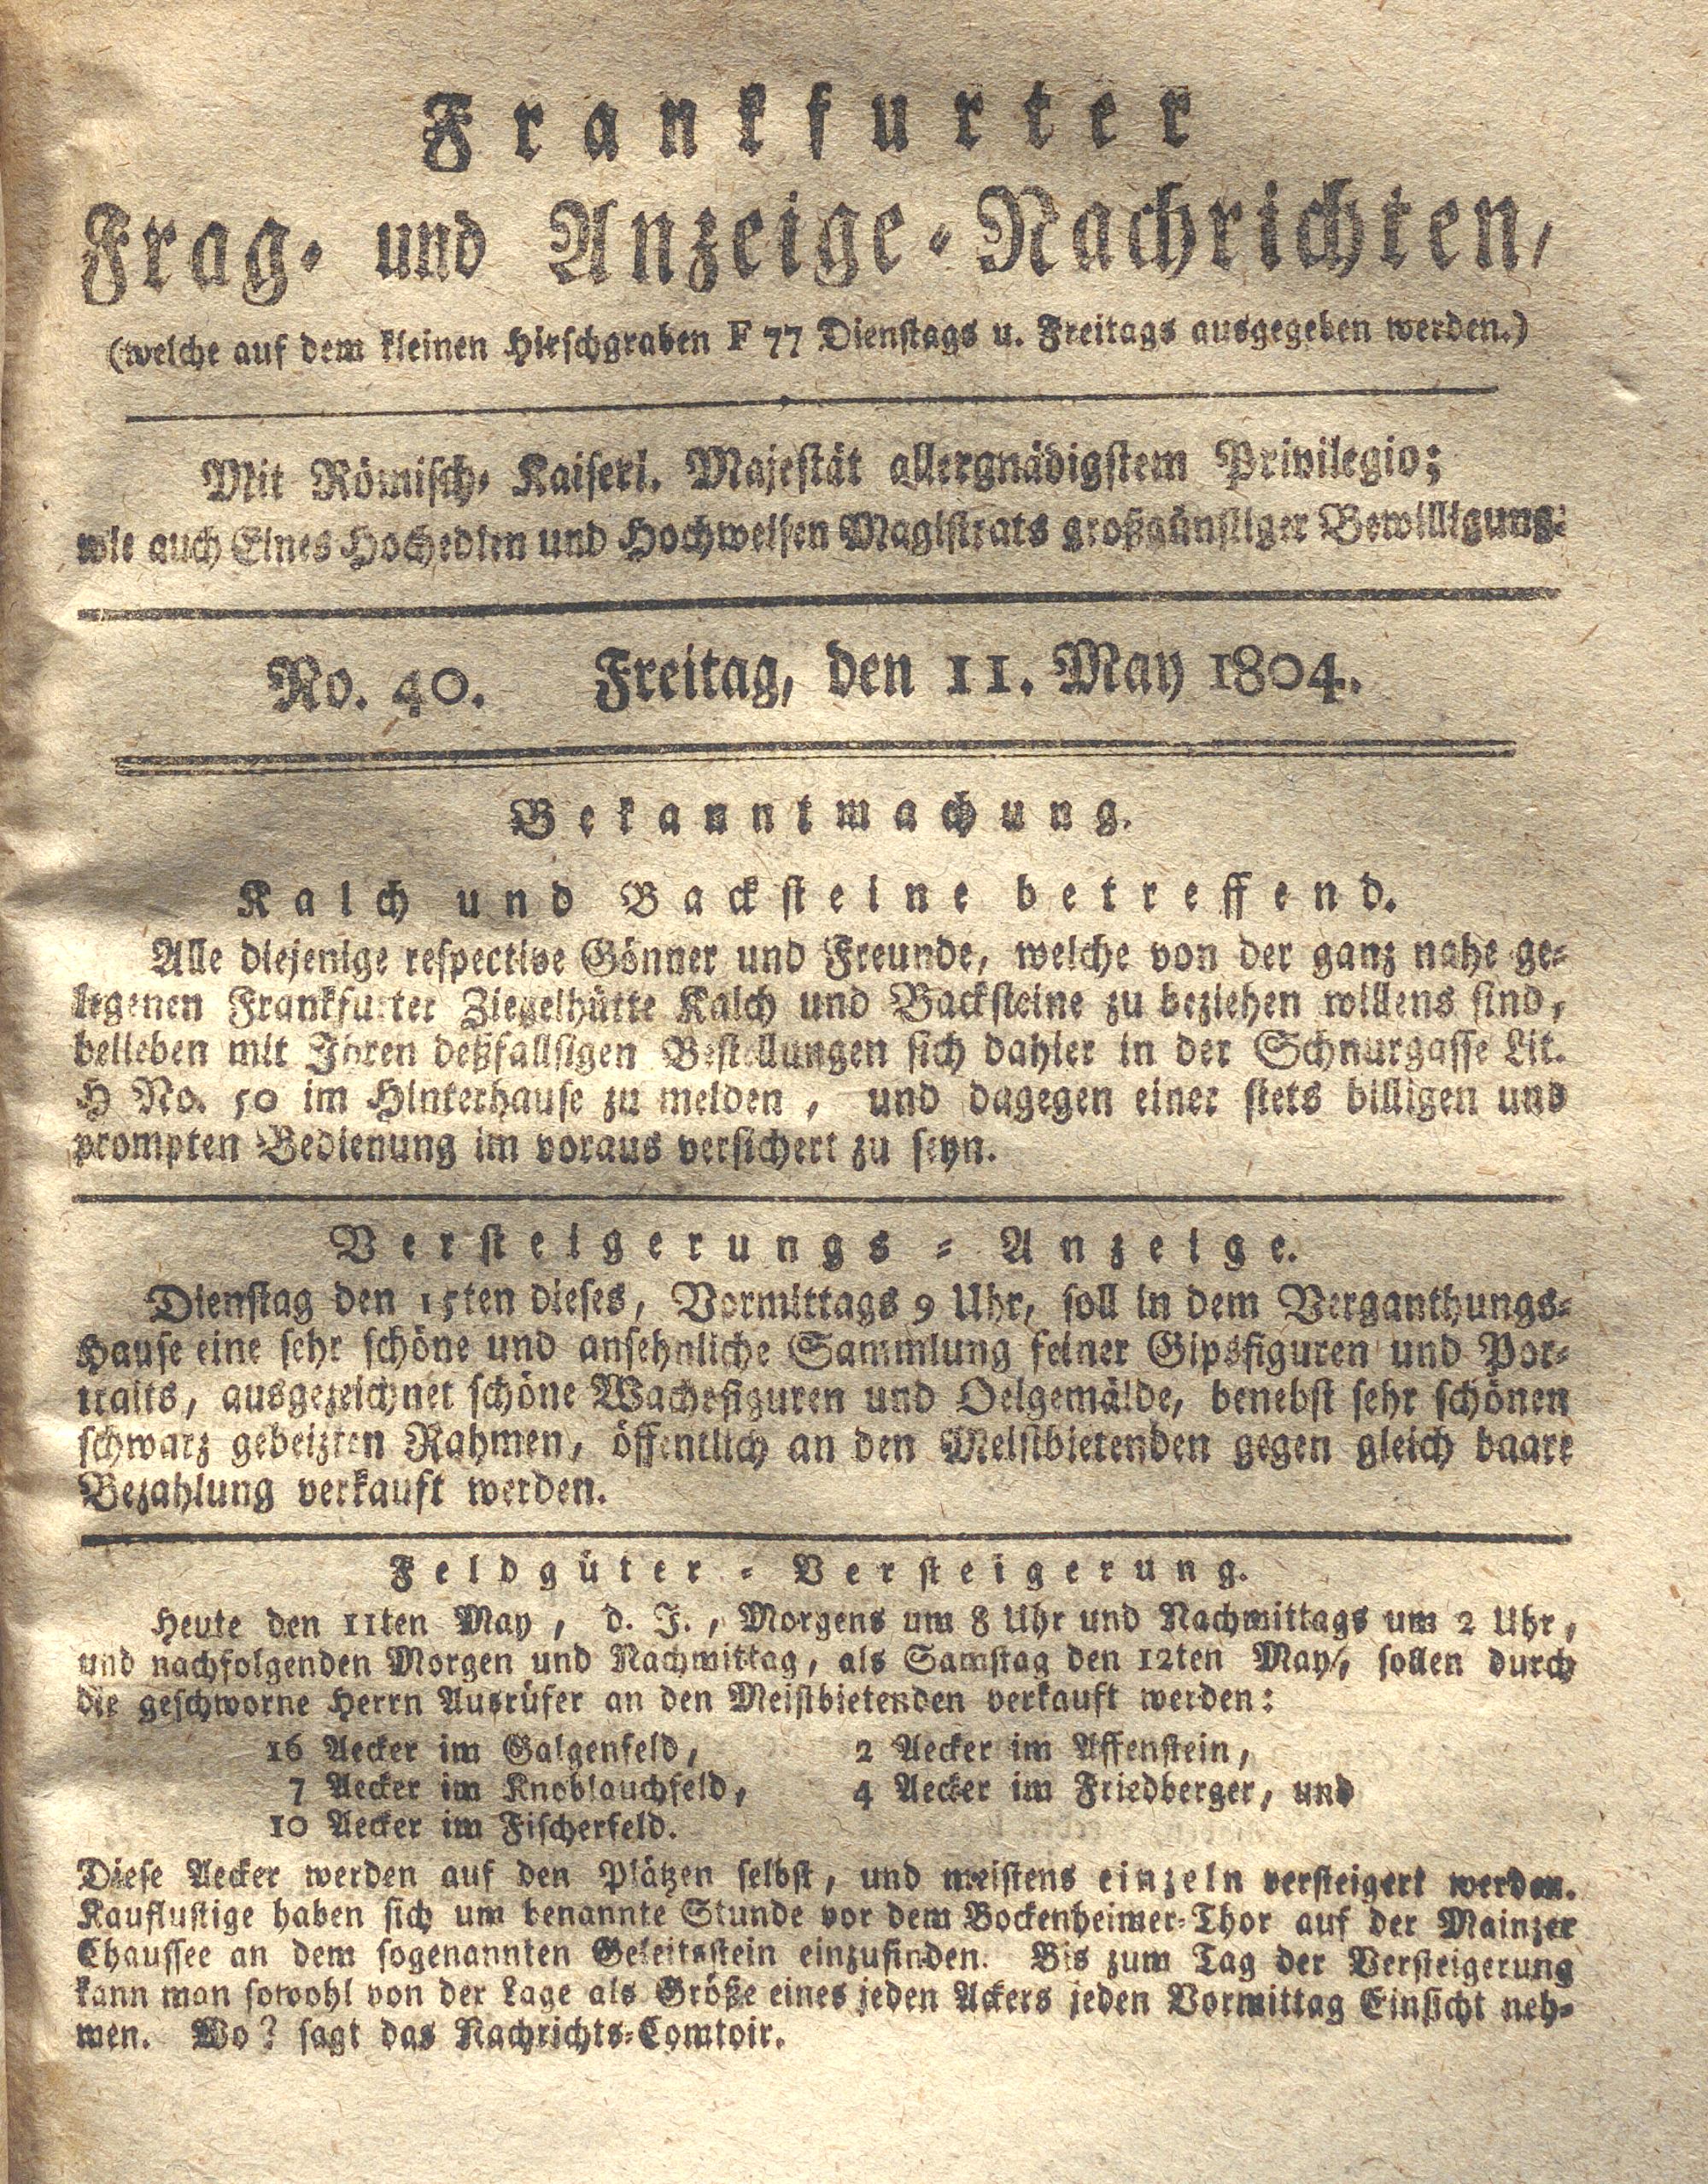 Frankfurter
Frag- und Anzeige-Nachrichten,
(welche auf dem kleinen Hirschgraben F 77 Dienstags u. Freitags ausgegeben werden.)
Mit Römisch- Kaiserl. Majestät allergnädigstem Privilegio;
wie auch Eines Hochedlen und Hochweisen Magistrats großgünstiger Bewilligung:
No. 40. Freitag, den 11. May 1804.
Bekanntmachung.
Kalch und Backsteine betreffend.
Alle diejenige respective Gönner und Freunde, welche von der ganz nahe ge-
legenen Frankfurter Ziegelhütte Kalch und Backsteine zu beziehen willens sind,
belieben mit Ihren deßfallsigen Bestellungen sich dahier in der Schnurgasse Lit.
H No. 50 im Hinterhause zu melden, und dagegen einer stets billigen und
prompten Bedienung im voraus versichert zu seyn.
Versteigerungs-Anzeige.
Dienstag den 15ten dieses, Vormittags 9 Uhr, soll in dem Verganthungs-
Hause eine sehr schöne und ansehnliche Sammlung feiner Gipsfiguren und Por-
traits, ausgezeichnet schöne Wachsfiguren und Oelgemälde, benebst sehr schönen
schwarz gebeizten Rahmen, öffentlich an den Meistbietenden gegen gleich baare
Bezahlung verkauft werden.
Feldgüter-Versteigerung.
Heute den 11ten May, d. J., Morgens um 8 Uhr und Nachmittags um 2 Uhr,
und nachfolgenden Morgen und Nachmittag, als Samstag den 12ten May, sollen durch
die geschworne Herrn Ausrüfer an den Meistbietenden verkauft werden:
16 Aecker im Galgenfeld, 2 Aecker im Affenstein,
7 Aecker im Knoblauchfeld, 4 Aecker im Friedberger, und
10 Aecker im Fischerfeld.
Diese Aecker werden auf den Plätzen selbst, und meistens einzeln versteigert werden.
Kauflustige haben sich um benannte Stunde vor dem Bockenheimer-Thor auf der Mainzer
Chaussee an dem sogenannten Geleitsstein einzufinden. Bis zum Tag der Versteigerung
kann man sowohl von der Lage als Größe eines jeden Ackers jeden Vormittag Einsicht neh-
men. Wo? sagt das Nachrichts-Comtoir.